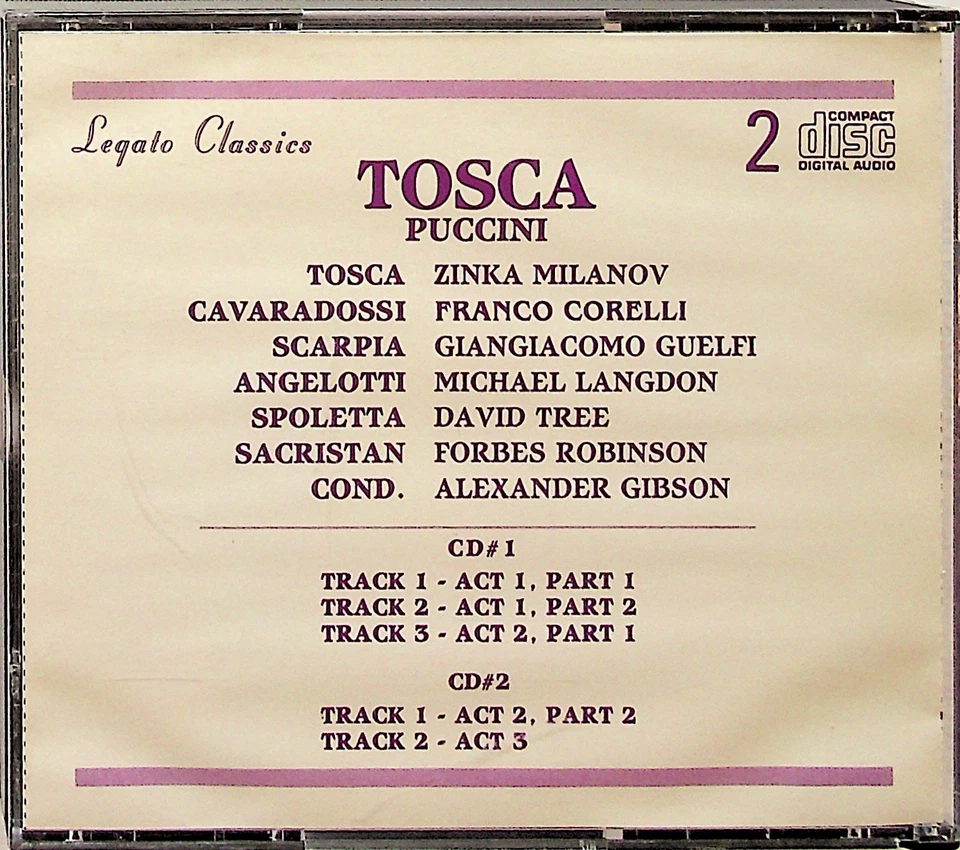 Legato Classics
2 COMPACT
disc
DIGITAL AUDIO
TOSCA
PUCCINI
TOSCA ZINKA MILANOV
CAVARADOSSI FRANCO CORELLI
SCARPIA GIANGIACOMO GUELFI
ANGELOTTI MICHAEL LANGDON
SPOLETTA DAVID TREE
SACRISTAN FORBES ROBINSON
COND. ALEXANDER GIBSON
CD#1
TRACK 1 - ACT 1, PART 1
TRACK 2 - ACT 1, PART 2
TRACK 3 - ACT 2, PART 1
CD#2
TRACK 1 - ACT 2, PART 2
TRACK 2 - ACT 3